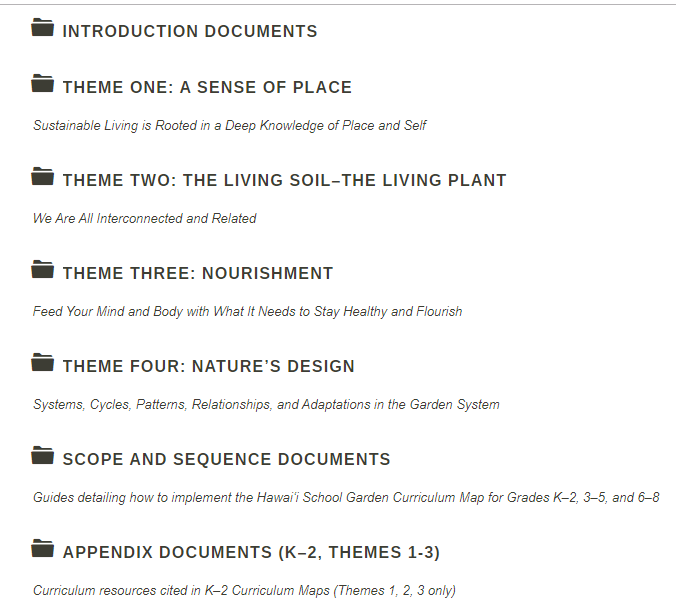 INTRODUCTION DOCUMENTS
THEME ONE: A SENSE OF PLACE
Sustainable Living is Rooted in a Deep Knowledge of Place and Self
THEME TWO: THE LIVING SOIL–THE LIVING PLANT
We Are All Interconnected and Related
THEME THREE: NOURISHMENT
Feed Your Mind and Body with What It Needs to Stay Healthy and Flourish
THEME FOUR: NATURE’S DESIGN
Systems, Cycles, Patterns, Relationships, and Adaptations in the Garden System
SCOPE AND SEQUENCE DOCUMENTS
Guides detailing how to implement the Hawai‘i School Garden Curriculum Map for Grades K–2, 3–5, and 6–8
APPENDIX DOCUMENTS (K–2, THEMES 1-3)
Curriculum resources cited in K–2 Curriculum Maps (Themes 1, 2, 3 only)